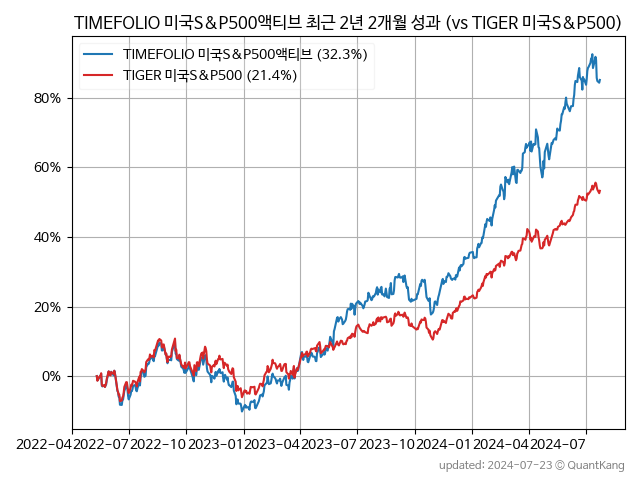 TIMEFOLIO 미국S&P500액티브 최근 2년 2개월 성과 (vs TIGER 미국S&P500)
TIMEFOLIO 미국S&P500액티브 (32.3%)
TIGER 미국S&P500 (21.4%)
80%
60%
40%
20%
0%
2022-04 2022-07 2022-10 2023-01 2023-04 2023-07 2023-10 2024-01 2024-04 2024-07
updated: 2024-07-23 @ QuantKang